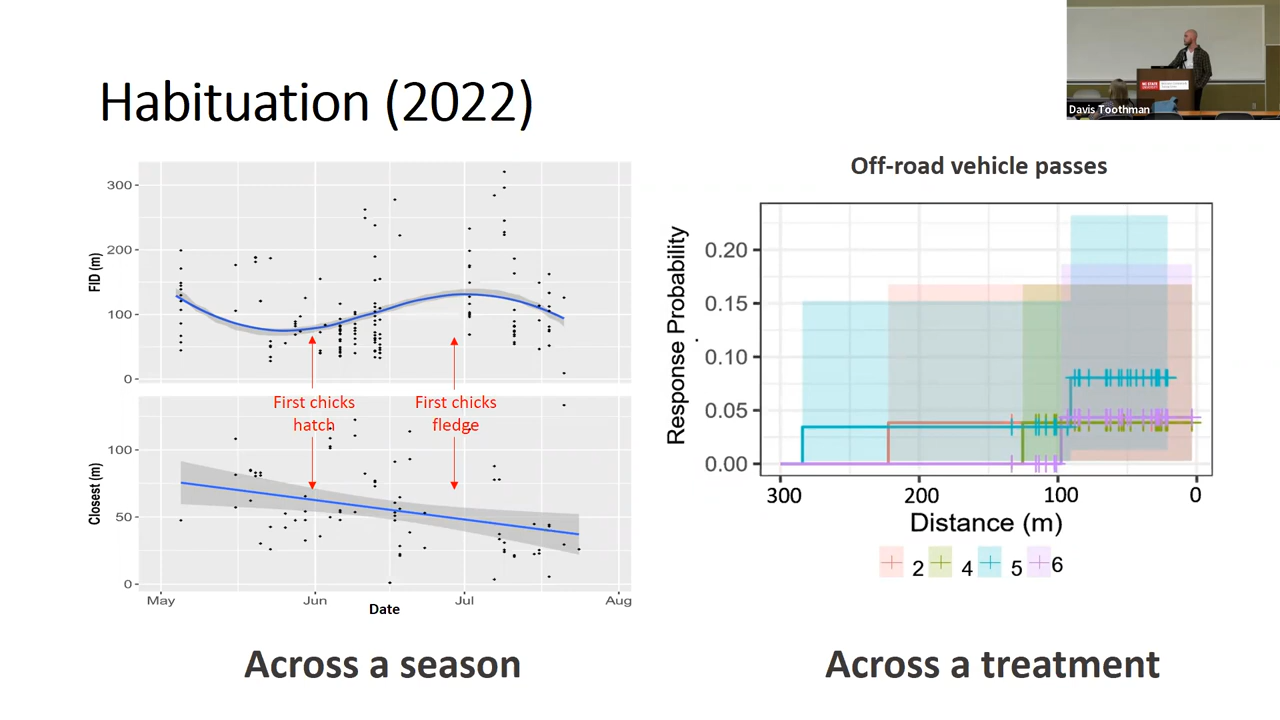 Habituation (2022)
Davis Toothman
FID (m)
300
200
100
0
First chicks
hatch
First chicks
fledge
Closest (m)
100
50
0
May
Jun
Jul
Aug
Date
Across a season
Off-road vehicle passes
Response Probability
0.20
0.15
0.10
0.05
0.00
300
200
100
0
Distance (m)
2 4 5 6
Across a treatment